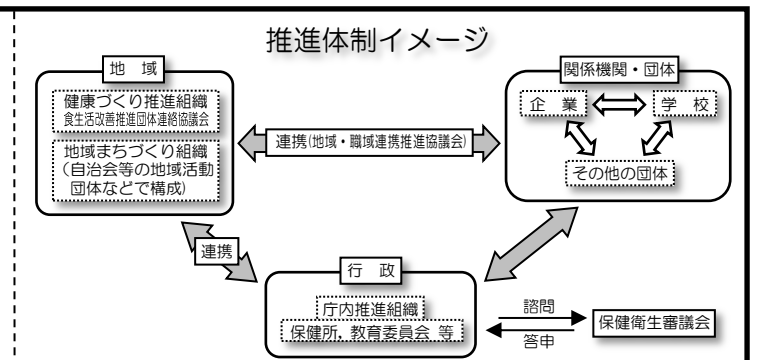 推進体制イメージ
地 域
健康づくり推進組織
食生活改善推進団体連絡協議会
地域まちづくり組織
(自治会等の地域活動
団体などで構成)
連携(地域・職域連携推進協議会)
関係機関・団体
企 業
学 校
その他の団体
連携
行 政
庁内推進組織
保健所, 教育委員会 等
諮問
答申
保健衛生審議会